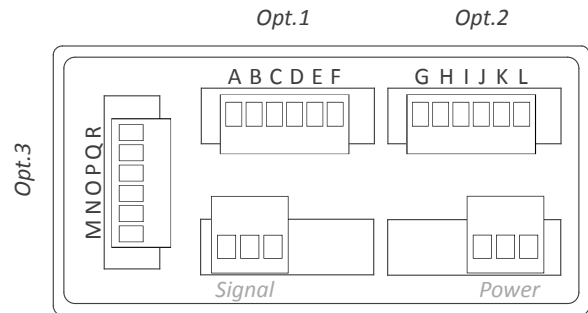 Opt.1 Opt.2
A B C D E F G H I J K L
Opt.3
M N O P Q R
Signal Power